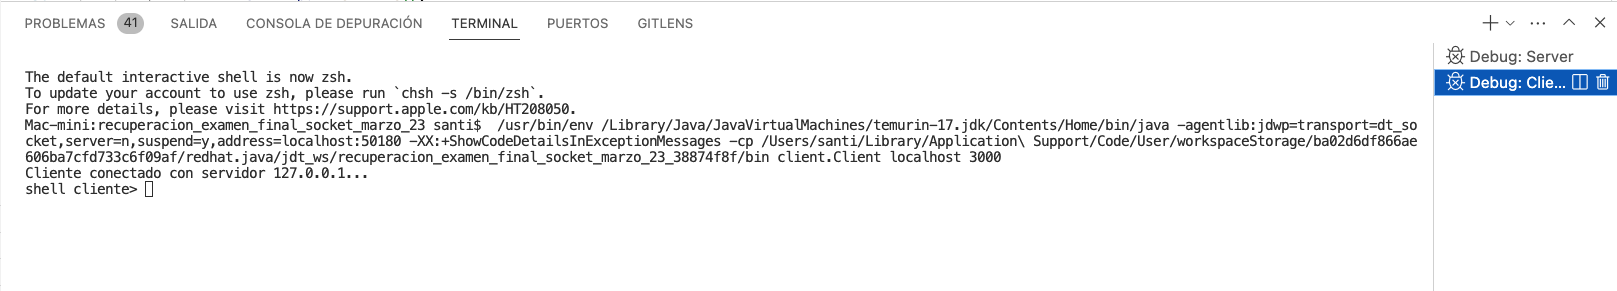 PROBLEMAS 41 SALIDA CONSOLA DE DEPURACIÓN TERMINAL PUERTOS GITLENS
Debug: Server
Debug: Clie...
The default interactive shell is now zsh.
To update your account to use zsh, please run `chsh -s /bin/zsh`.
For more details, please visit https://support.apple.com/kb/HT208050.
Mac-mini:recuperacion_examen_final_socket_marzo_23 santi$  /usr/bin/env /Library/Java/JavaVirtualMachines/temurin-17.jdk/Contents/Home/bin/java -agentlib:jdwp=transport=dt_so
cket,server=n,suspend=y,address=localhost:50180 -XX:+ShowCodeDetailsInExceptionMessages -cp /Users/santi/Library/Application\ Support/Code/User/workspaceStorage/ba02d6df866ae
606ba7cfd733c6f09af/redhat.java/jdt_ws/recuperacion_examen_final_socket_marzo_23_38874f8f/bin client.Client localhost 3000
Cliente conectado con servidor 127.0.0.1...
shell cliente>